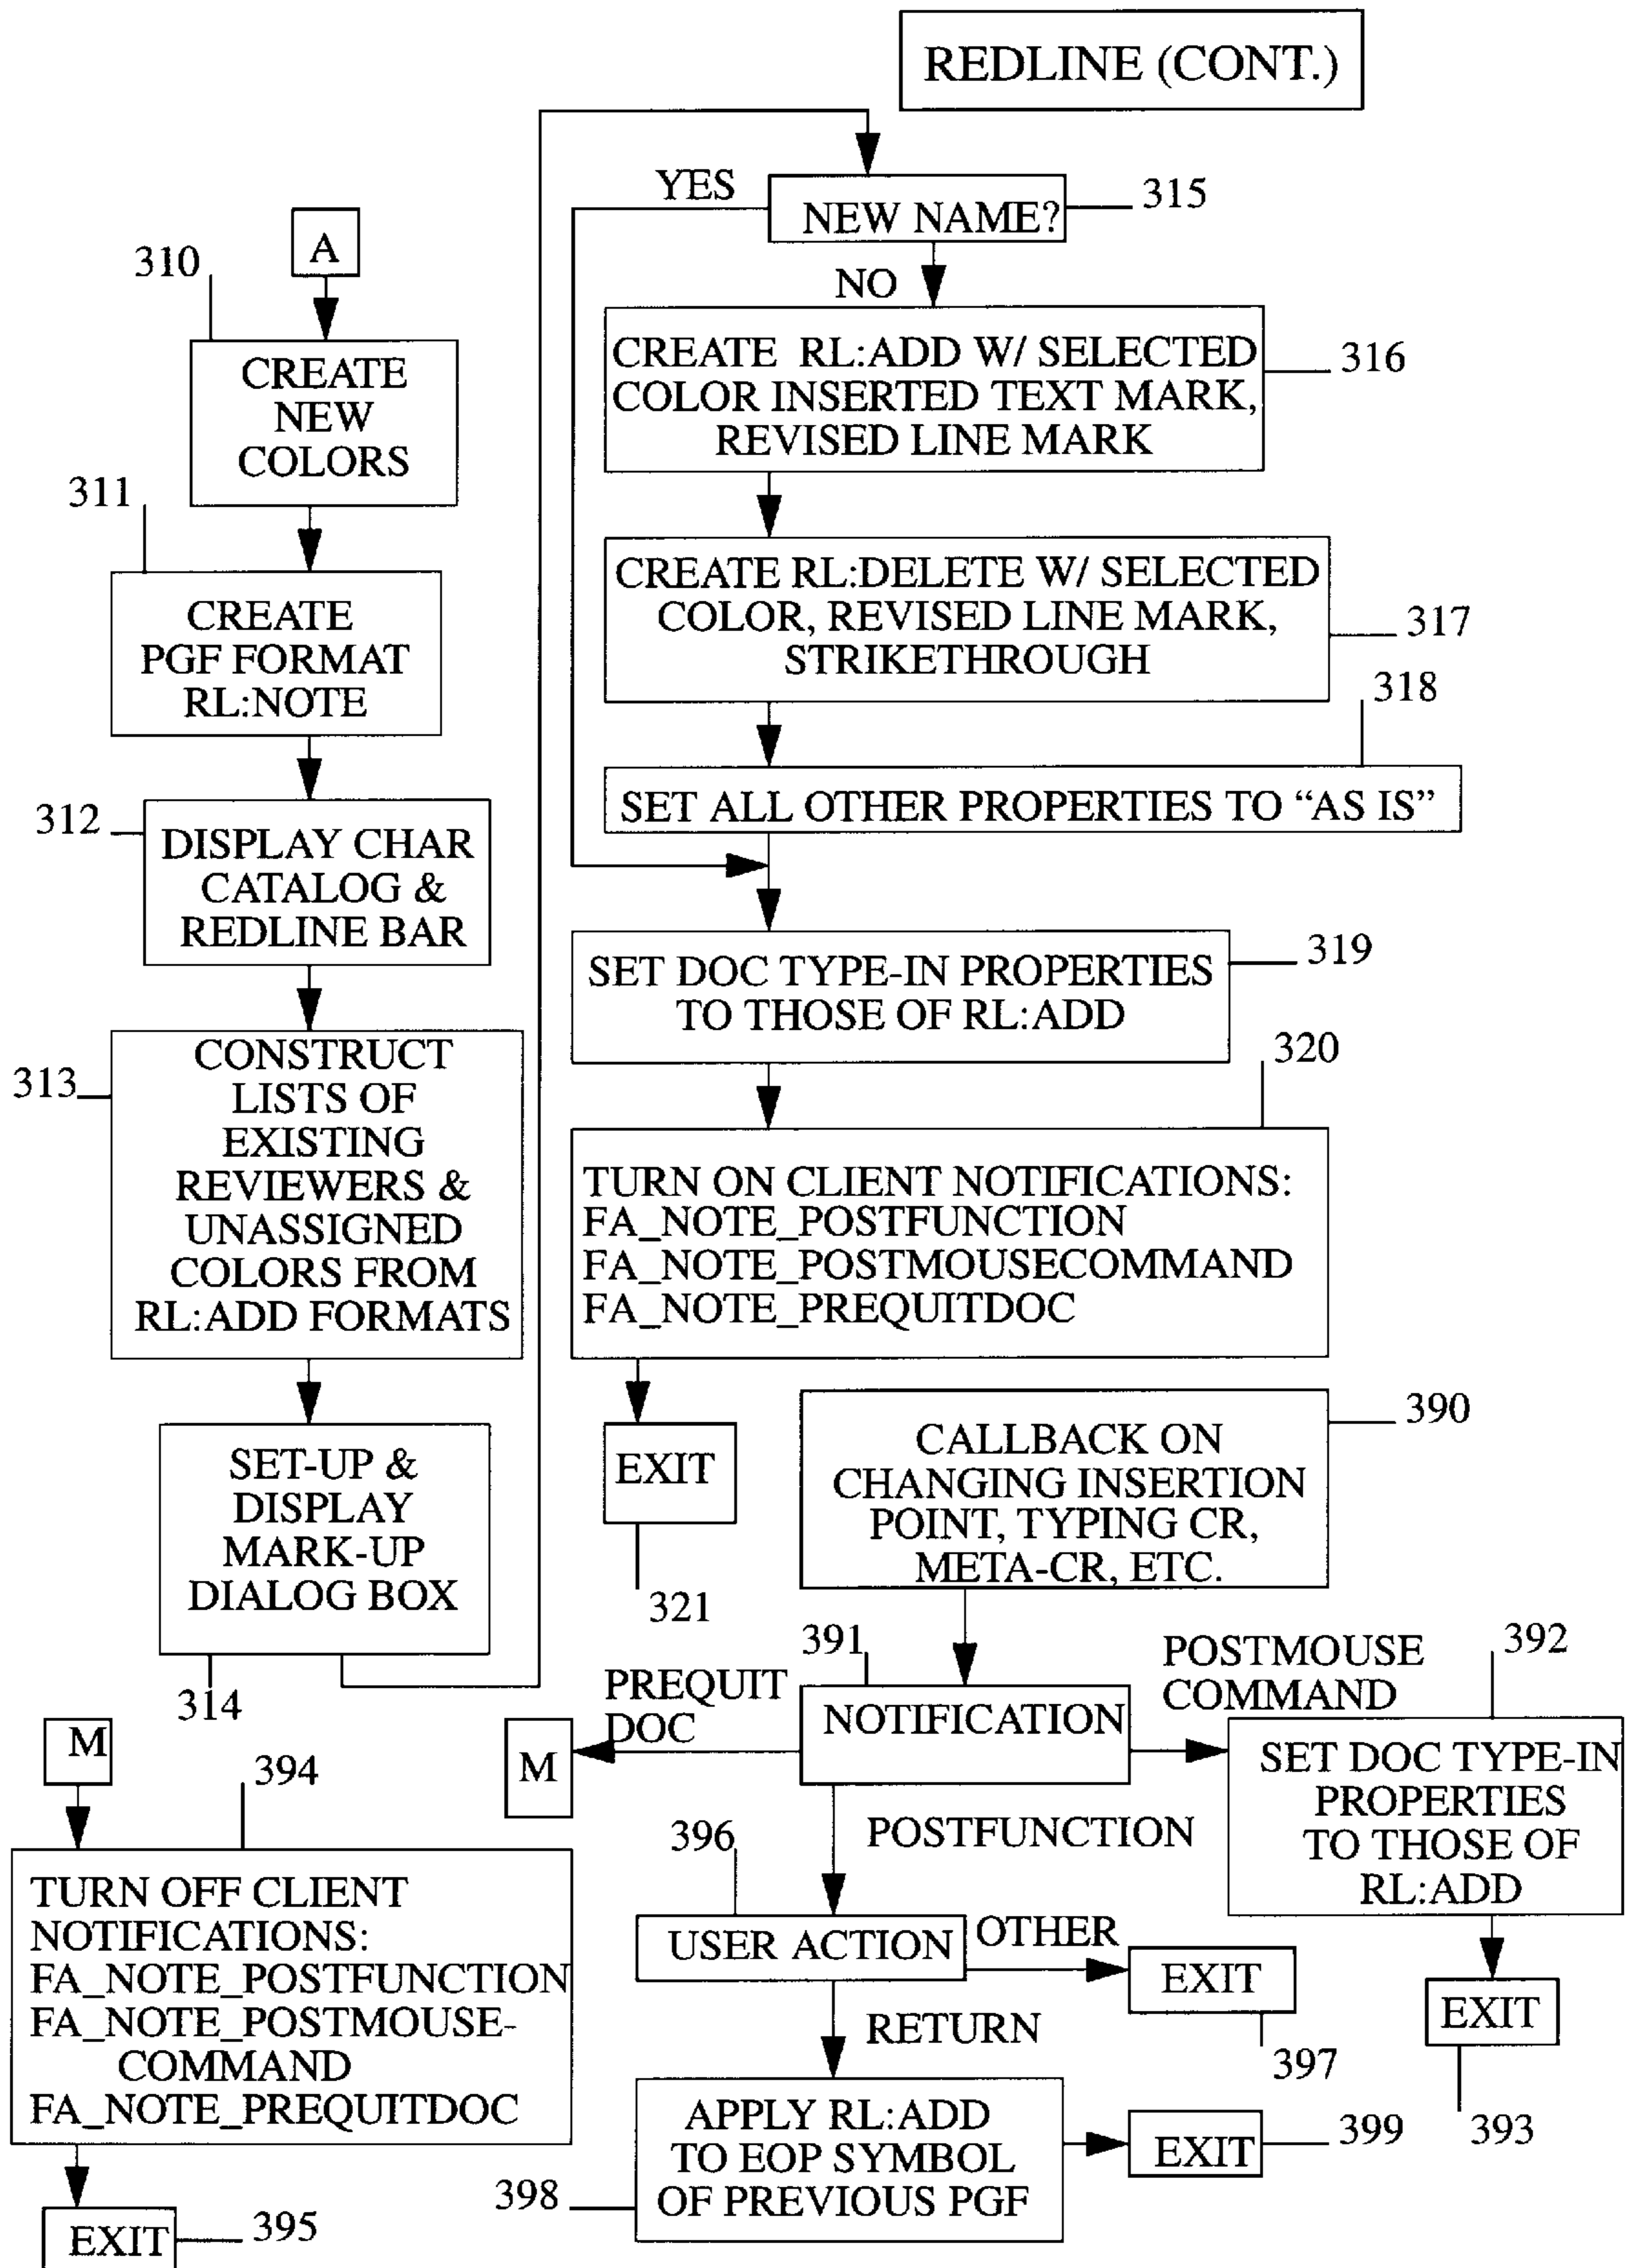 REDLINE (CONT.)
A
310
CREATE
NEW
COLORS
311
CREATE
PGF FORMAT
RL:NOTE
312
DISPLAY CHAR
CATALOG &
REDLINE BAR
313
CONSTRUCT
LISTS OF
EXISTING
REVIEWERS &
UNASSIGNED
COLORS FROM
RL:ADD FORMATS
SET-UP &
DISPLAY
MARK-UP
DIALOG BOX
314
YES
NEW NAME?
315
NO
CREATE RL:ADD W/ SELECTED
COLOR INSERTED TEXT MARK,
REVISED LINE MARK
316
CREATE RL:DELETE W/ SELECTED
COLOR, REVISED LINE MARK,
STRIKETHROUGH
317
318
SET ALL OTHER PROPERTIES TO “AS IS”
SET DOC TYPE-IN PROPERTIES
TO THOSE OF RL:ADD
319
320
TURN ON CLIENT NOTIFICATIONS:
FA_NOTE_POSTFUNCTION
FA_NOTE_POSTMOUSECOMMAND
FA_NOTE_PREQUITDOC
EXIT
321
CALLBACK ON
CHANGING INSERTION
POINT, TYPING CR,
META-CR, ETC.
390
391
NOTIFICATION
PREQUIT
DOC
M
POSTMOUSE
COMMAND
392
SET DOC TYPE-IN
PROPERTIES
TO THOSE OF
RL:ADD
EXIT
393
POSTFUNCTION
396
USER ACTION
OTHER
EXIT
397
RETURN
APPLY RL:ADD
TO EOP SYMBOL
OF PREVIOUS PGF
398
EXIT
399
M
394
TURN OFF CLIENT
NOTIFICATIONS:
FA_NOTE_POSTFUNCTION
FA_NOTE_POSTMOUSE-
COMMAND
FA_NOTE_PREQUITDOC
EXIT
395